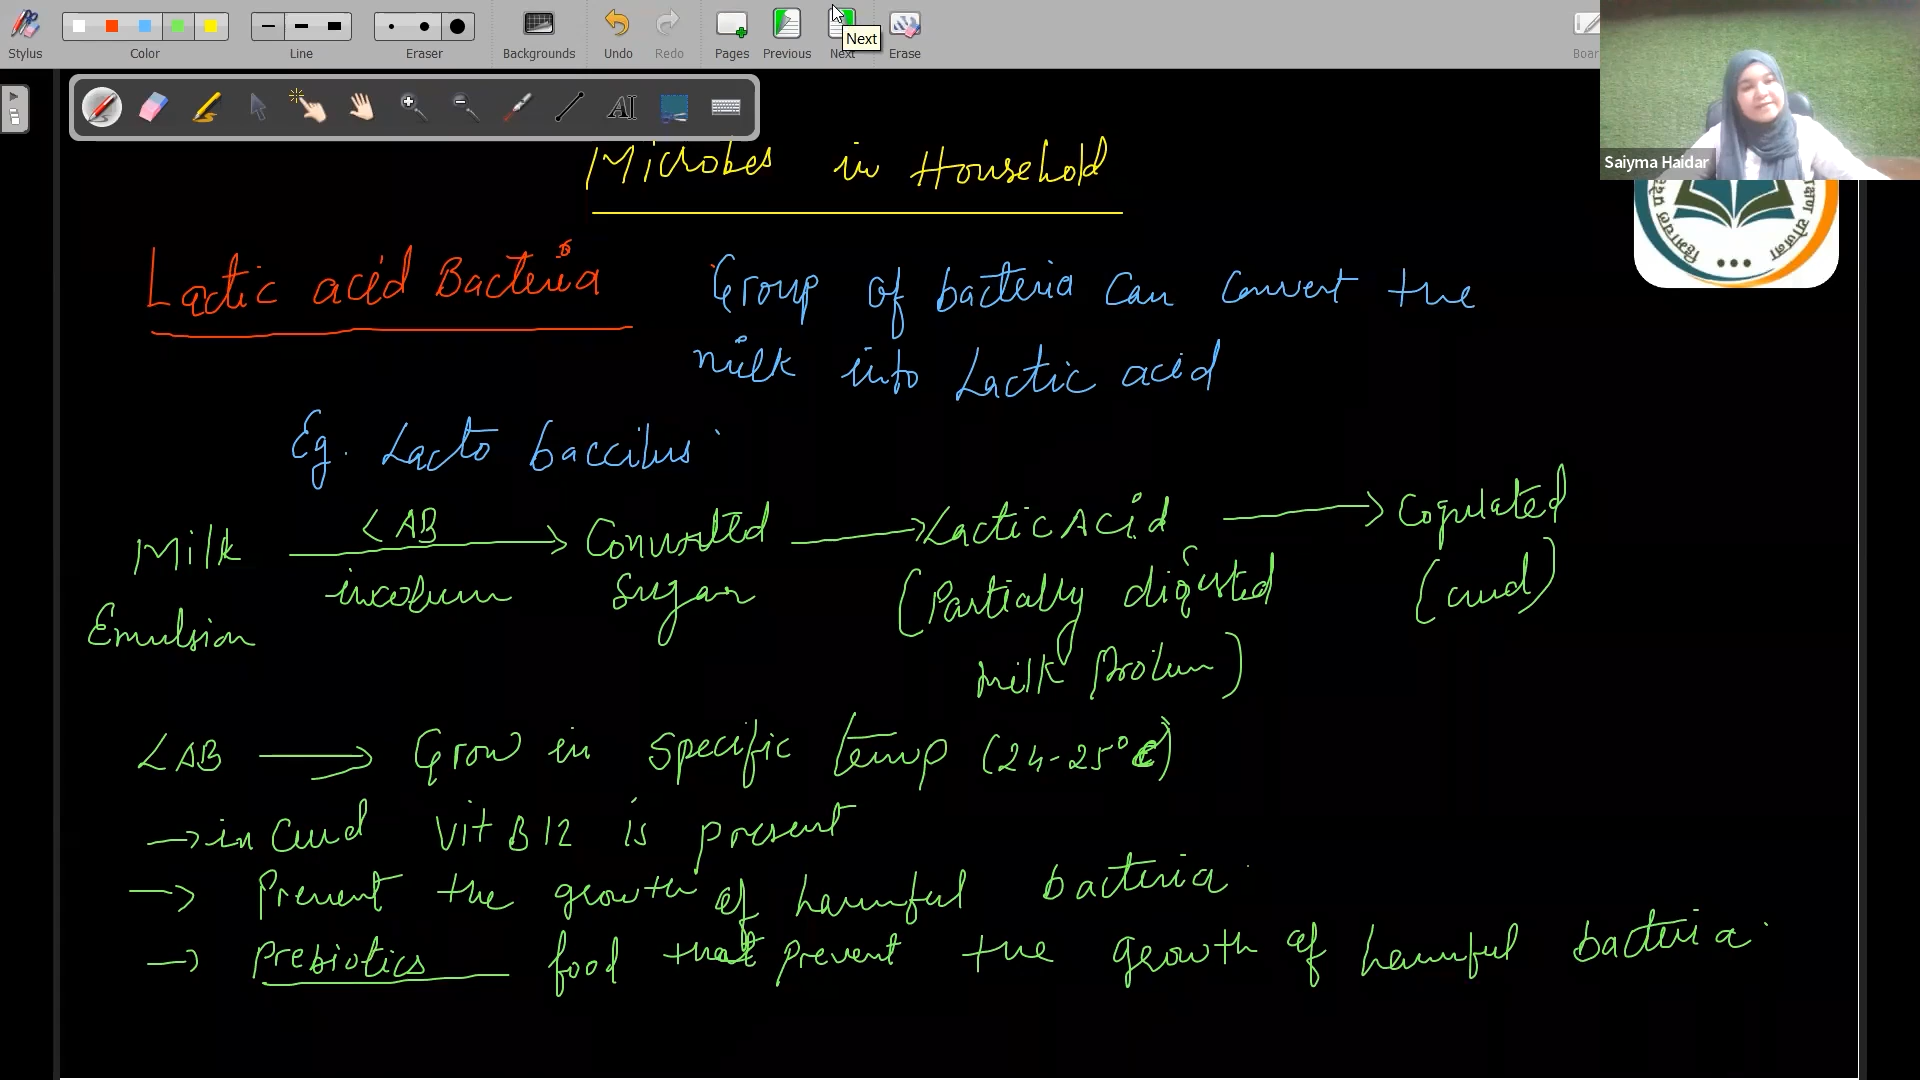 Stylus Color Line Eraser Backgrounds Undo Redo Pages Previous Next Erase Boar
Next
Saiyma Haidar
Microbes in Household
Lactic acid Bacteria Group of bacteria can convert the
milk into Lactic acid
Eg. Lacto baccilus
Milk LAB Converted Lactic Acid Cogulated
Emulsion sugar (Partially digested (curd)
milk Protein)
LAB Grow in specific temp (24-25°C)
in Curd Vit B12 is present
Prevent the growth of harmful bacteria
Prebiotics food that prevent the growth of harmful bacteria